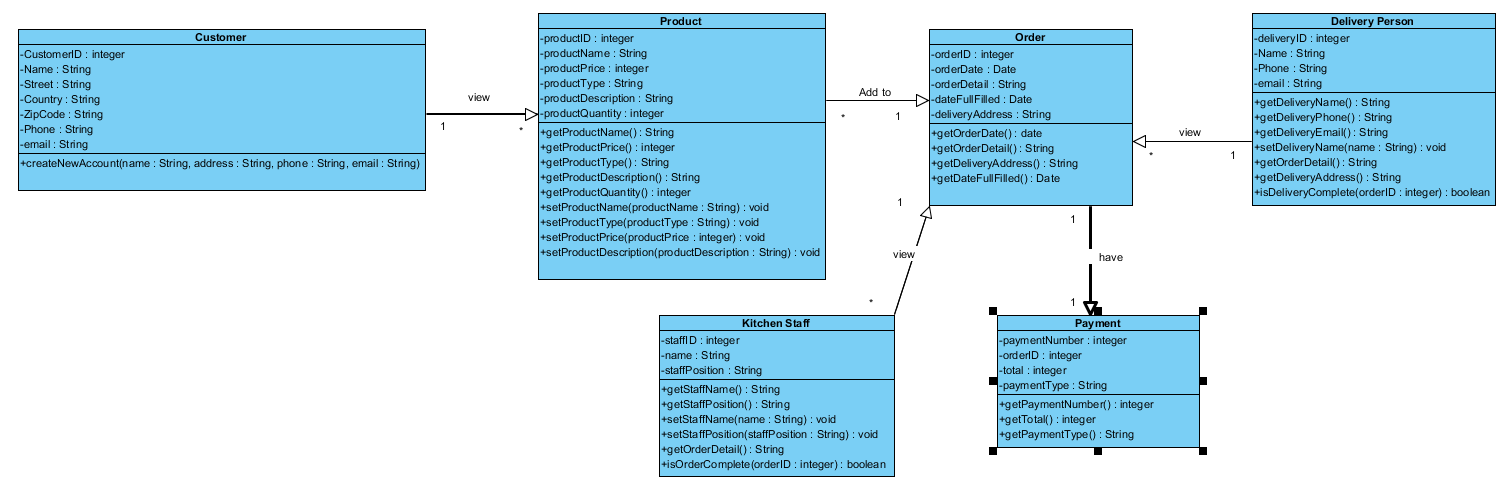 Customer
-CustomerID : integer
-Name : String
-Street : String
-Country : String
-ZipCode : String
-Phone : String
-email : String
+createNewAccount(name : String, address : String, phone : String, email : String)
view
1
*
Product
-productID : integer
-productName : String
-productPrice : integer
-productType : String
-productDescription : String
-productQuantity : integer
+getProductName() : String
+getProductPrice() : integer
+getProductType() : String
+getProductDescription() : String
+getProductQuantity() : integer
+setProductName(productName : String) : void
+setProductType(productType : String) : void
+setProductPrice(productPrice : integer) : void
+setProductDescription(productDescription : String) : void
Add to
*
1
Order
-orderID : integer
-orderDate : Date
-orderDetail : String
-dateFullFilled : Date
-deliveryAddress : String
+getOrderDate() : date
+getOrderDetail() : String
+getDeliveryAddress() : String
+getDateFullFilled() : Date
view
*
1
Delivery Person
-deliveryID : integer
-Name : String
-Phone : String
-email : String
+getDeliveryName() : String
+getDeliveryPhone() : String
+getDeliveryEmail() : String
+setDeliveryName(name : String) : void
+getOrderDetail() : String
+getDeliveryAddress() : String
+isDeliveryComplete(orderID : integer) : boolean
1
view
*
1
have
1
Kitchen Staff
-staffID : integer
-name : String
-staffPosition : String
+getStaffName() : String
+getStaffPosition() : String
+setStaffName(name : String) : void
+setStaffPosition(staffPosition : String) : void
+getOrderDetail() : String
+isOrderComplete(orderID : integer) : boolean
Payment
-paymentNumber : integer
-orderID : integer
-total : integer
-paymentType : String
+getPaymentNumber() : integer
+getTotal() : integer
+getPaymentType() : String